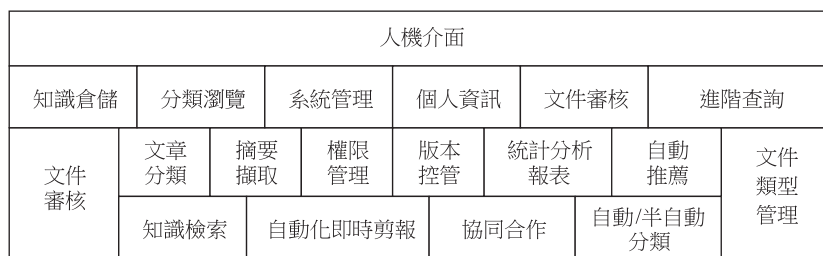 人機介面
知識倉儲
分類瀏覽
系統管理
個人資訊
文件審核
進階查詢
文件
審核
文章
分類
摘要
擷取
權限
管理
版本
控管
統計分析
報表
自動
推薦
文件
類型
管理
知識檢索
自動化即時剪報
協同合作
自動/半自動
分類